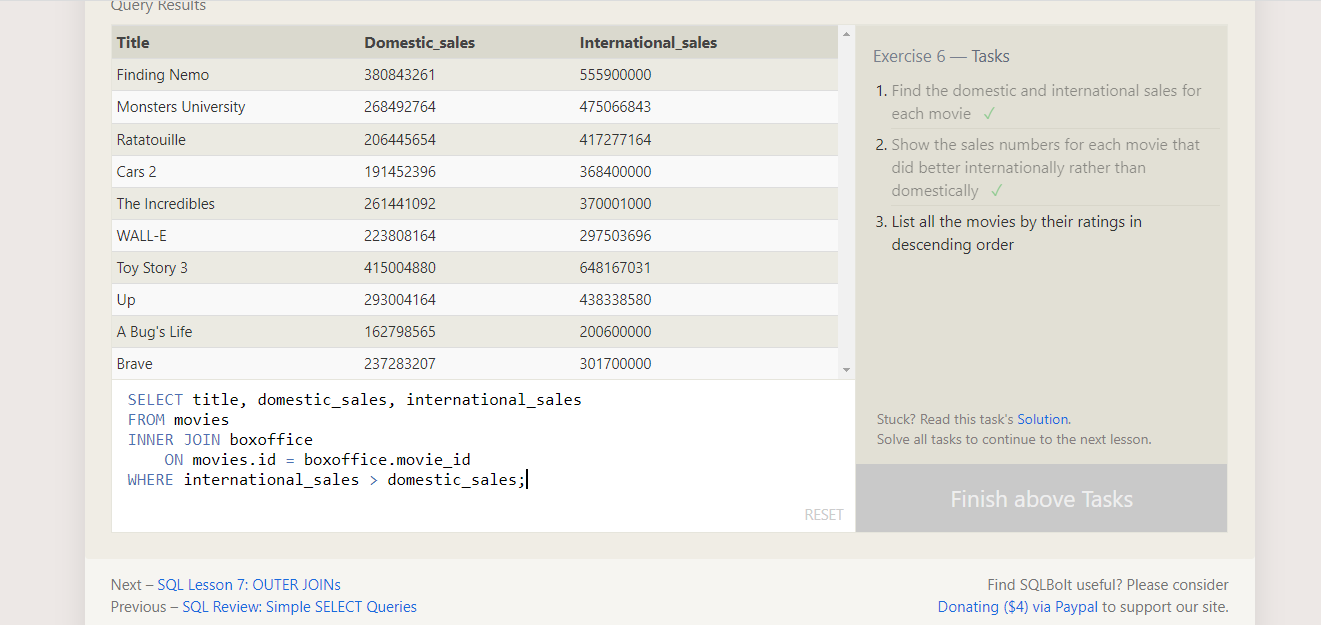 Query Results
Title Domestic_sales International_sales
Finding Nemo 380843261 555900000
Monsters University 268492764 475066843
Ratatouille 206445654 417277164
Cars 2 191452396 368400000
The Incredibles 261441092 370001000
WALL-E 223808164 297503696
Toy Story 3 415004880 648167031
Up 293004164 438338580
A Bug's Life 162798565 200600000
Brave 237283207 301700000
SELECT title, domestic_sales, international_sales
FROM movies
INNER JOIN boxoffice
ON movies.id = boxoffice.movie_id
WHERE international_sales > domestic_sales;
RESET
Exercise 6 — Tasks
1. Find the domestic and international sales for
each movie ✓
2. Show the sales numbers for each movie that
did better internationally rather than
domestically ✓
3. List all the movies by their ratings in
descending order
Stuck? Read this task's Solution.
Solve all tasks to continue to the next lesson.
Finish above Tasks
Next – SQL Lesson 7: OUTER JOINs
Previous – SQL Review: Simple SELECT Queries
Find SQLBolt useful? Please consider
Donating ($4) via Paypal to support our site.